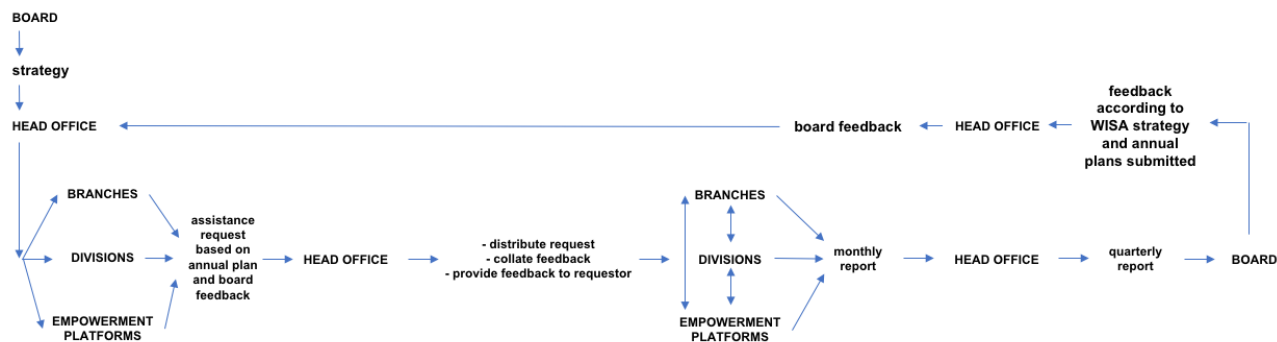 BOARD
strategy
HEAD OFFICE
board feedback
HEAD OFFICE
feedback
according to
WISA strategy
and annual
plans submitted
BRANCHES
DIVISIONS
EMPOWERMENT
PLATFORMS
assistance
request
based on
annual plan
and board
feedback
HEAD OFFICE
- distribute request
- collate feedback
- provide feedback to requestor
BRANCHES
DIVISIONS
EMPOWERMENT
PLATFORMS
monthly
report
HEAD OFFICE
quarterly
report
BOARD